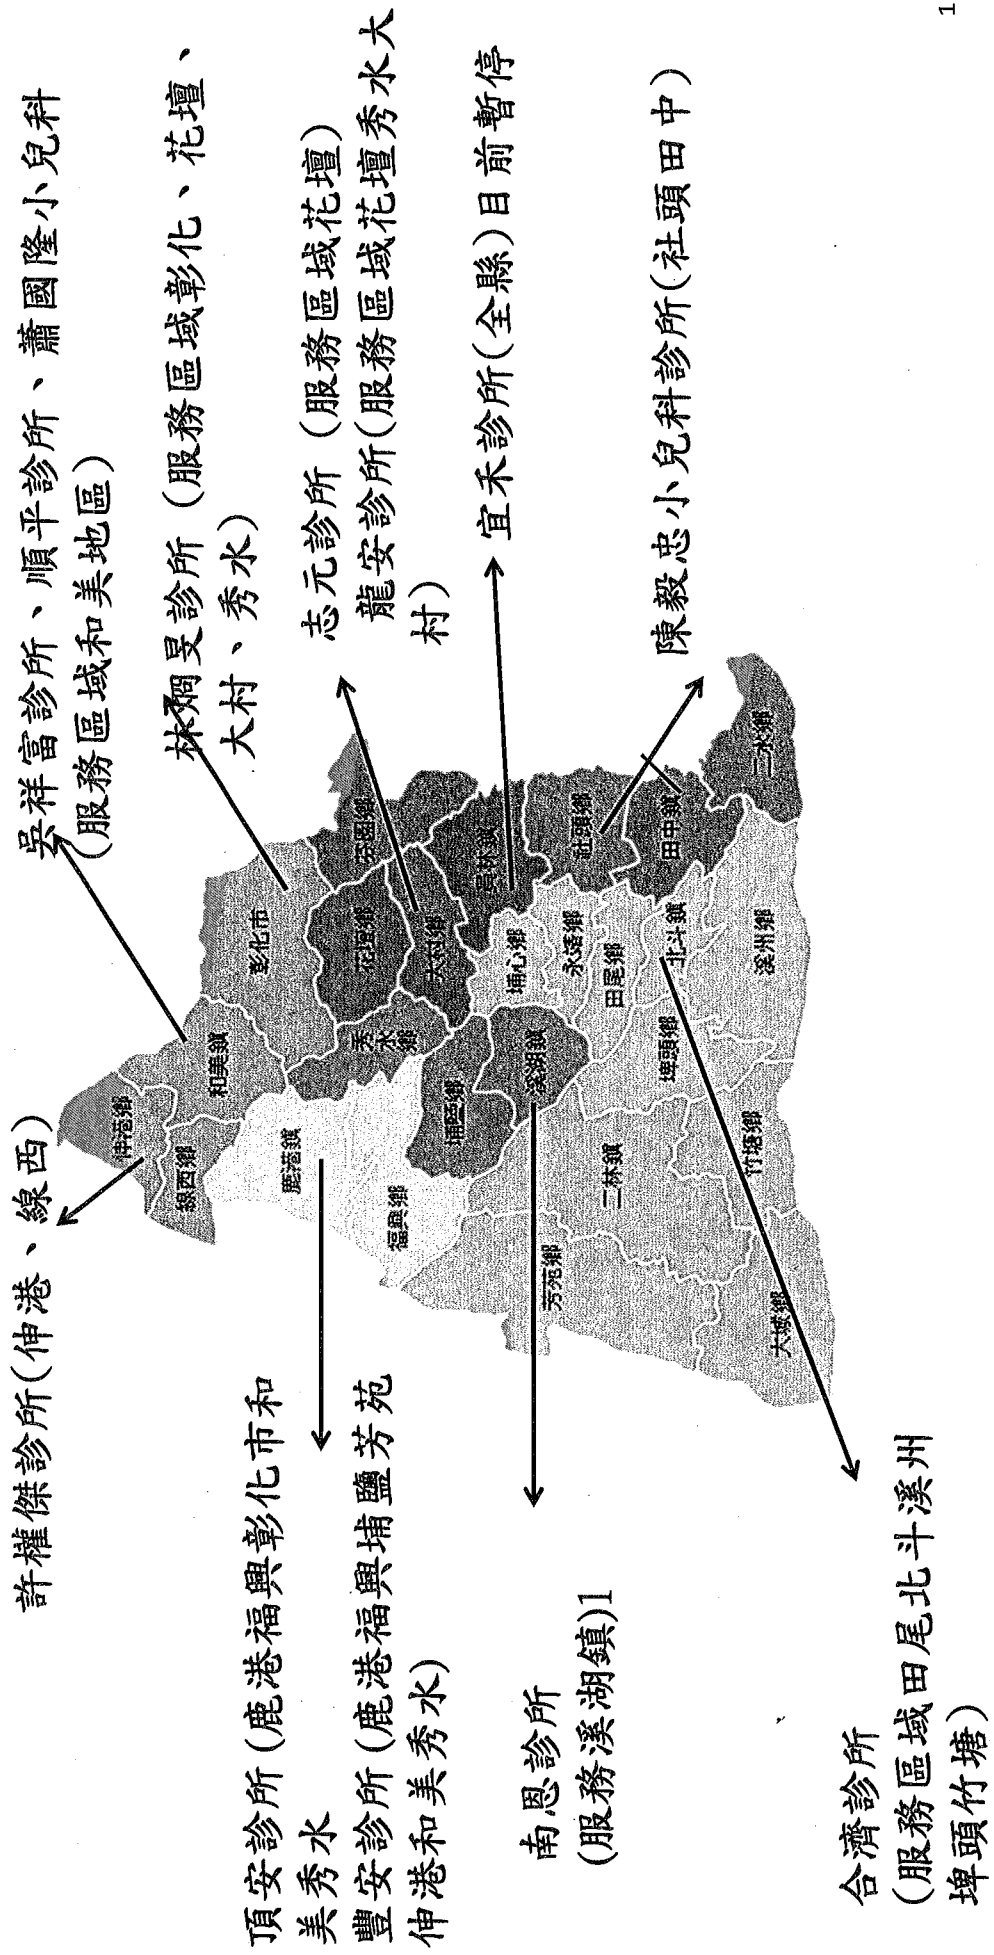 許權傑診所(伸港、線西)
吳祥富診所、順平診所、蕭國隆小兒科
(服務區域和美地區)
林炯旻診所 (服務區域彰化、花壇、
大村、秀水)
志元診所 (服務區域花壇)
龍安診所(服務區域花壇秀水大
村)
宜禾診所(全縣)目前暫停
陳毅忠小兒科診所(社頭田中)
頂安診所(鹿港福興彰化市和
美秀水
豐安診所(鹿港福興埔鹽芳苑
伸港和美秀水)
南恩診所
(服務溪湖鎮)1
合濟診所
(服務區域田尾北斗溪州
埤頭竹塘)
伸港鄉
線西鄉
和美鎮
彰化市
鹿港鎮
秀水鄉
花壇鄉
芬園鄉
福興鄉
埔鹽鄉
大村鄉
員林鎮
埔心鄉
溪湖鎮
芳苑鄉
二林鎮
永靖鄉
社頭鄉
田尾鄉
田中鎮
北斗鎮
埤頭鄉
二水鄉
溪州鄉
竹塘鄉
大城鄉
1